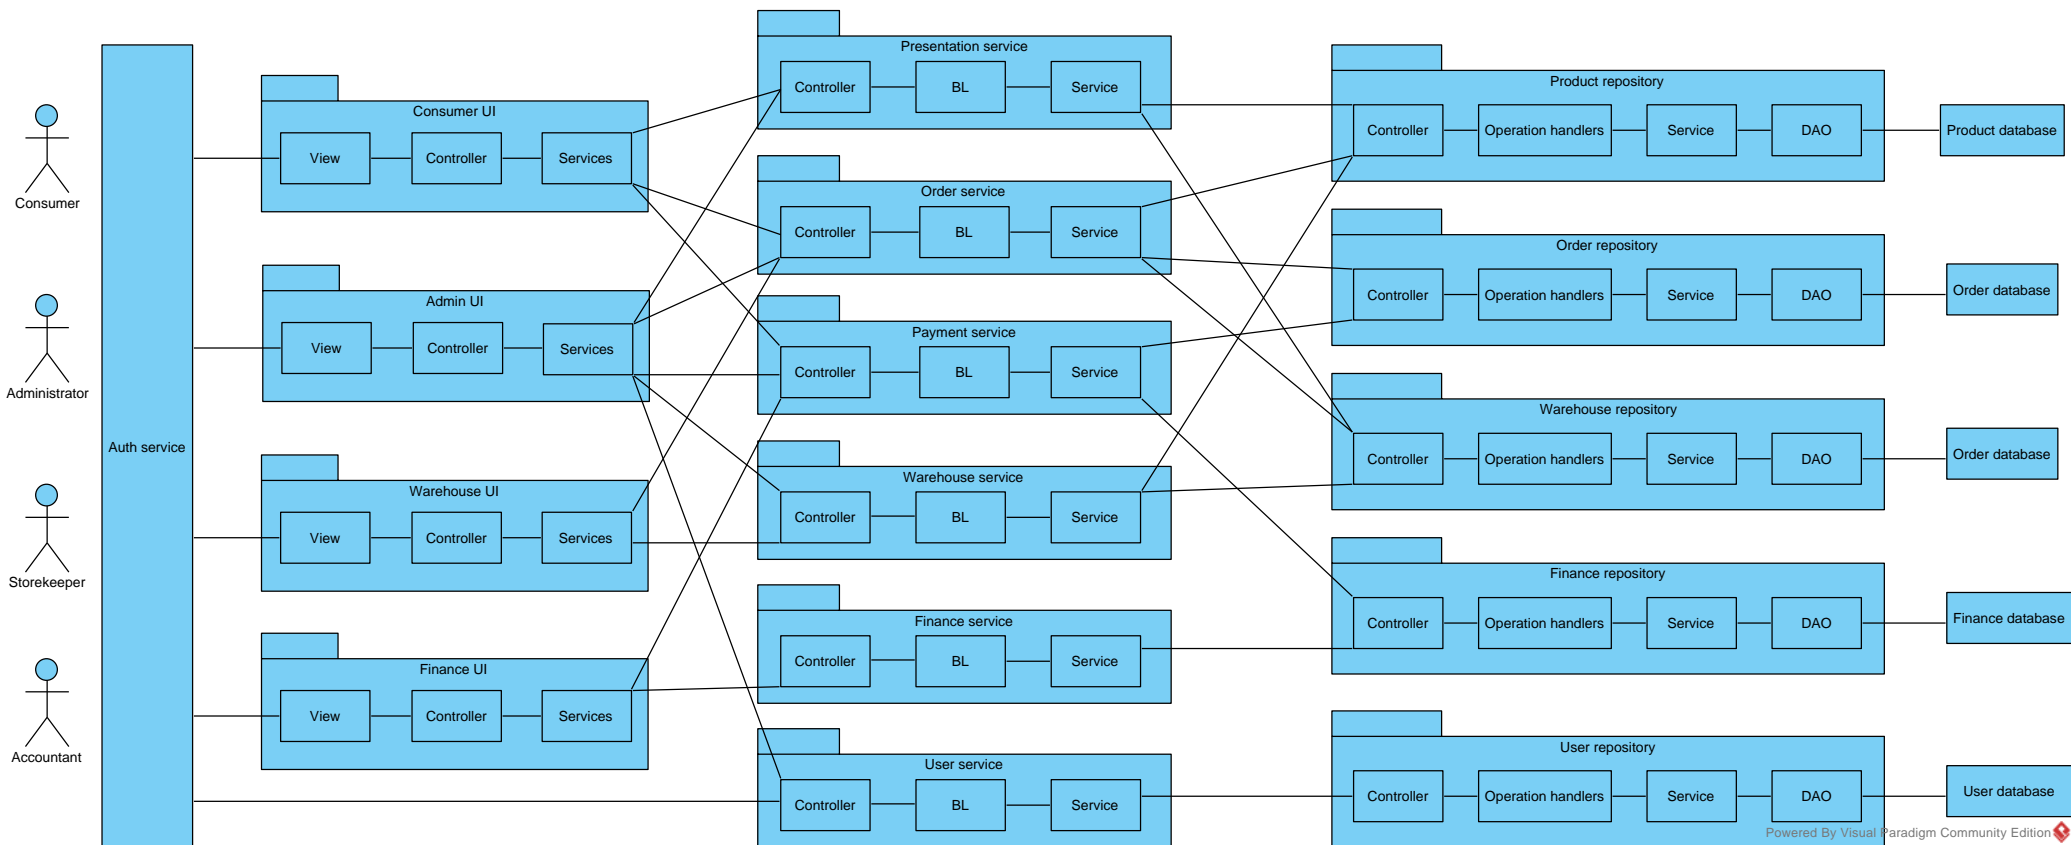 Consumer
Administrator
Storekeeper
Accountant
Auth service
Consumer UI
View
Controller
Services
Admin UI
View
Controller
Services
Warehouse UI
View
Controller
Services
Finance UI
View
Controller
Services
Presentation service
Controller
BL
Service
Order service
Controller
BL
Service
Payment service
Controller
BL
Service
Warehouse service
Controller
BL
Service
Finance service
Controller
BL
Service
User service
Controller
BL
Service
Product repository
Controller
Operation handlers
Service
DAO
Order repository
Controller
Operation handlers
Service
DAO
Warehouse repository
Controller
Operation handlers
Service
DAO
Finance repository
Controller
Operation handlers
Service
DAO
User repository
Controller
Operation handlers
Service
DAO
Product database
Order database
Order database
Finance database
User database
Powered By Visual Paradigm Community Edition